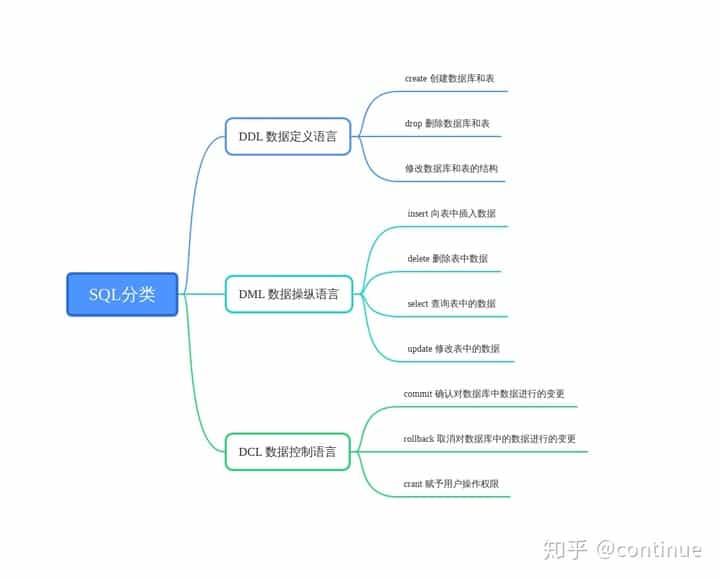 SQL分类
DDL 数据定义语言
create 创建数据库和表
drop 删除数据库和表
修改数据库和表的结构
DML 数据操纵语言
insert 向表中插入数据
delete 删除表中数据
select 查询表中的数据
update 修改表中的数据
DCL 数据控制语言
commit 确认对数据库中数据进行的变更
rollback 取消对数据库中的数据进行的变更
crant 赋予用户操作权限
知乎 @continue